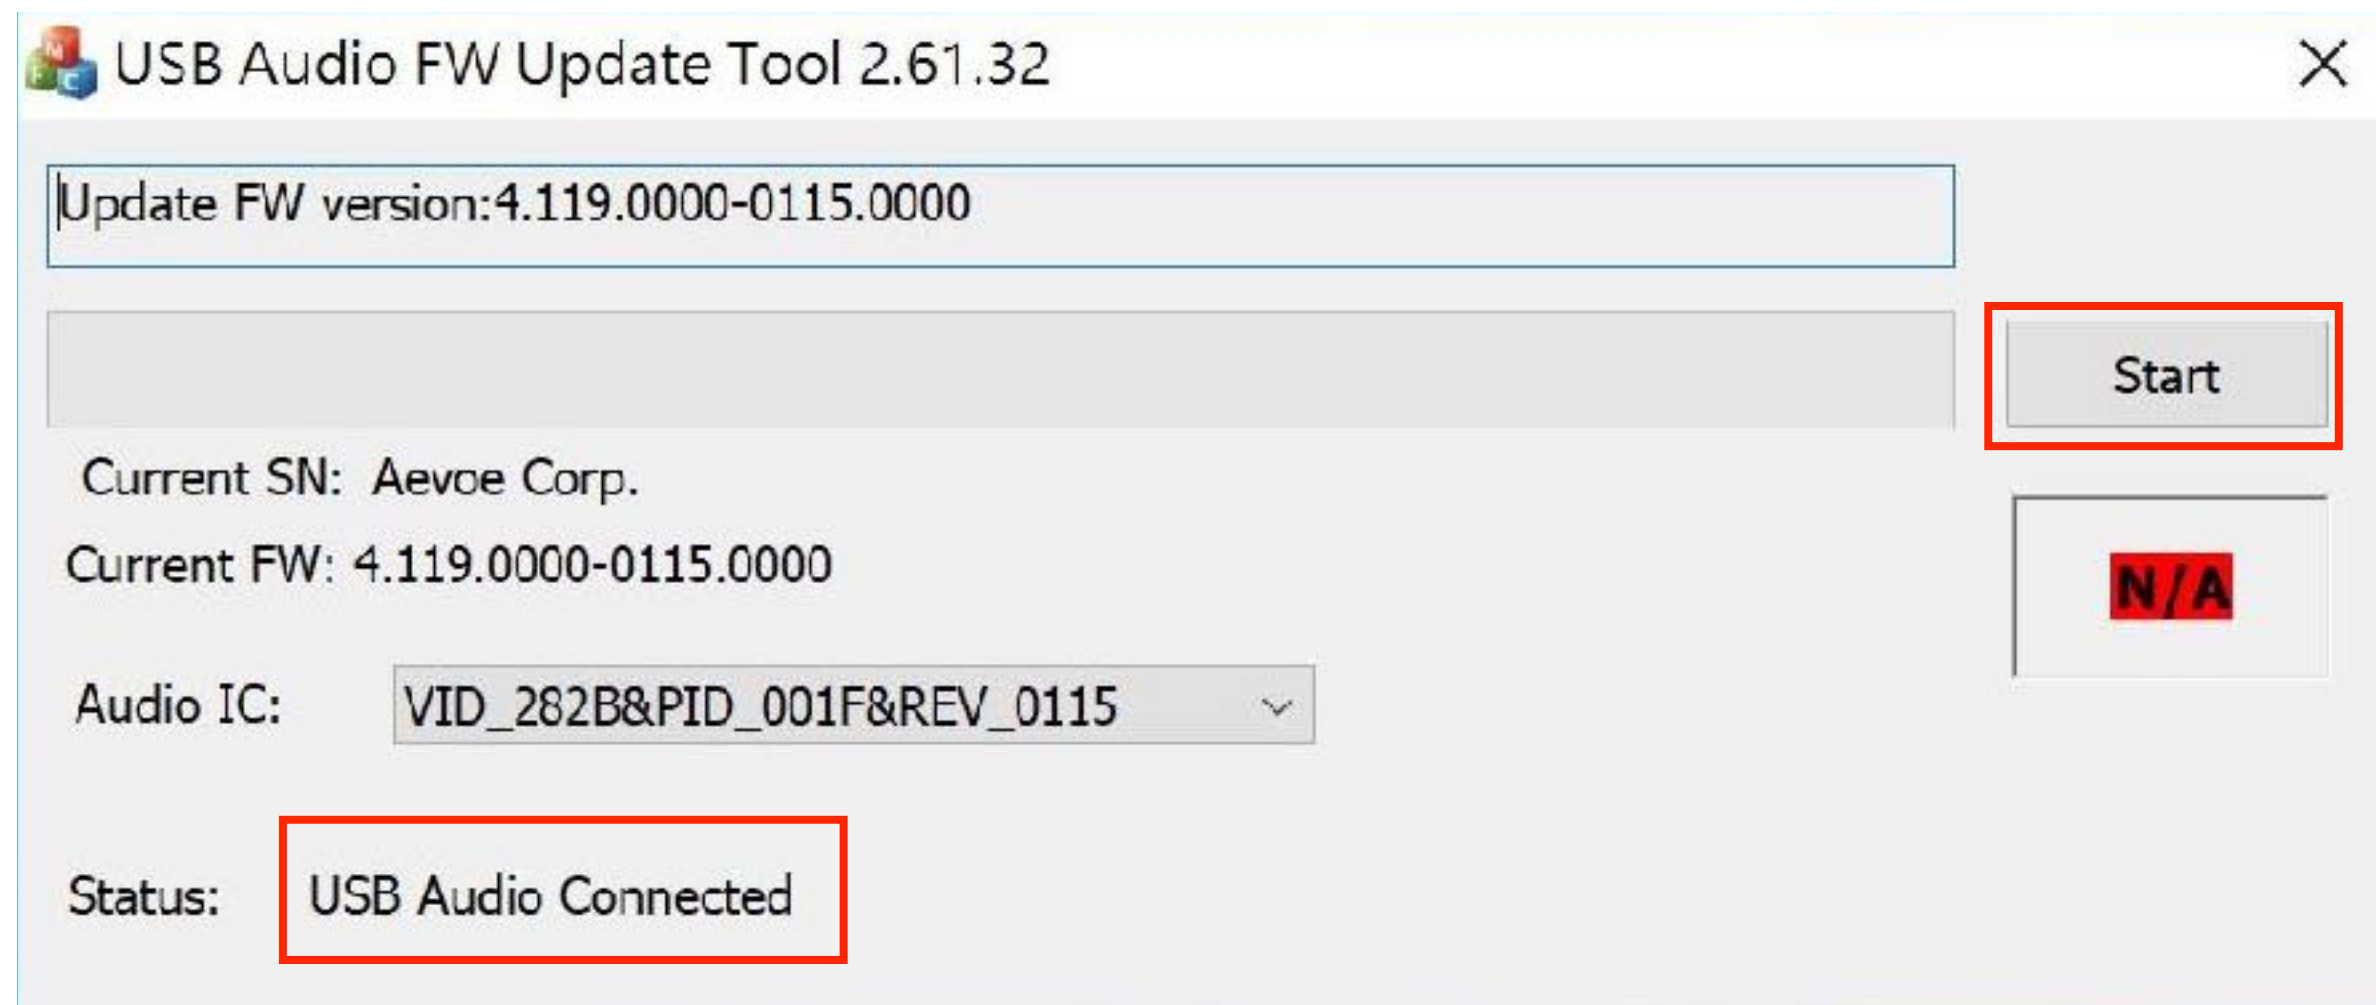 USB Audio FW Update Tool 2.61.32
Update FW version:4.119.0000-0115.0000
Start
Current SN: Aevoe Corp.
Current FW: 4.119.0000-0115.0000
N/A
Audio IC: VID_282B&PID_001F&REV_0115
Status: USB Audio Connected